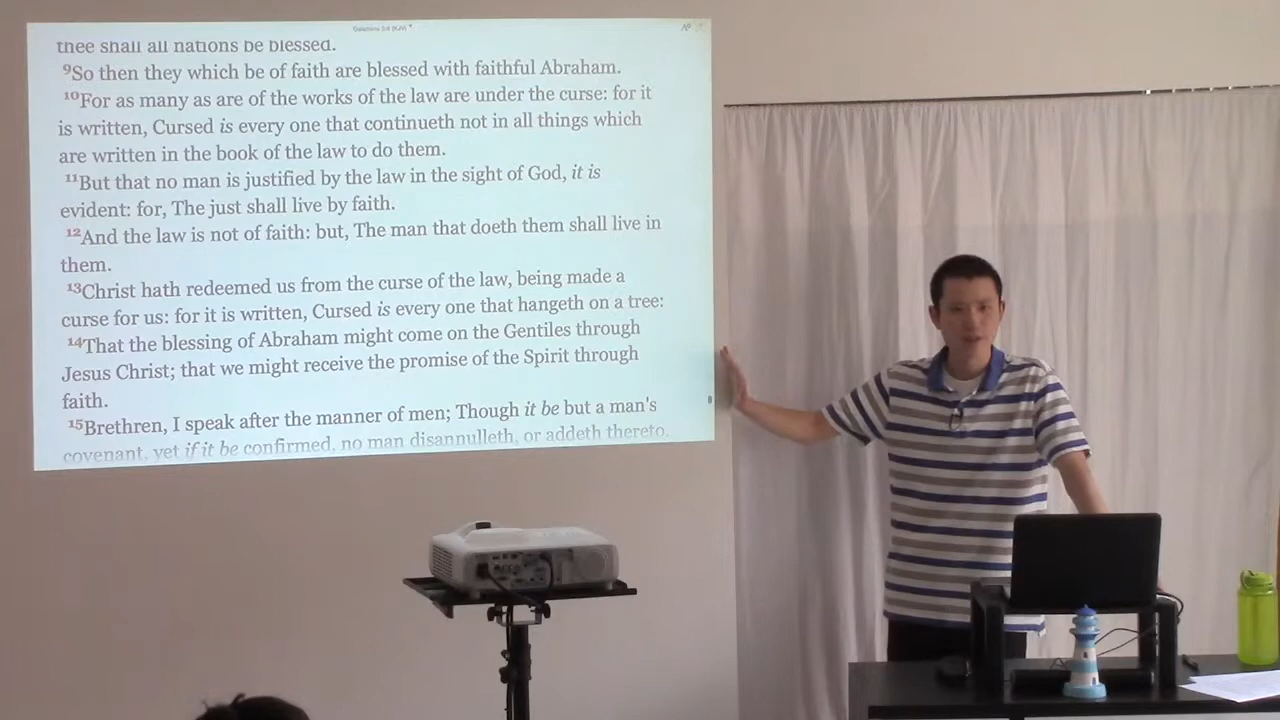 Galatians 3:8 (KJV)
thee shall all nations be blessed.
9So then they which be of faith are blessed with faithful Abraham.
10For as many as are of the works of the law are under the curse: for it
is written, Cursed is every one that continueth not in all things which
are written in the book of the law to do them.
11But that no man is justified by the law in the sight of God, it is
evident: for, The just shall live by faith.
12And the law is not of faith: but, The man that doeth them shall live in
them.
13Christ hath redeemed us from the curse of the law, being made a
curse for us: for it is written, Cursed is every one that hangeth on a tree:
14That the blessing of Abraham might come on the Gentiles through
Jesus Christ; that we might receive the promise of the Spirit through
faith.
15Brethren, I speak after the manner of men; Though it be but a man's
covenant, yet if it be confirmed, no man disannulleth, or addeth thereto.